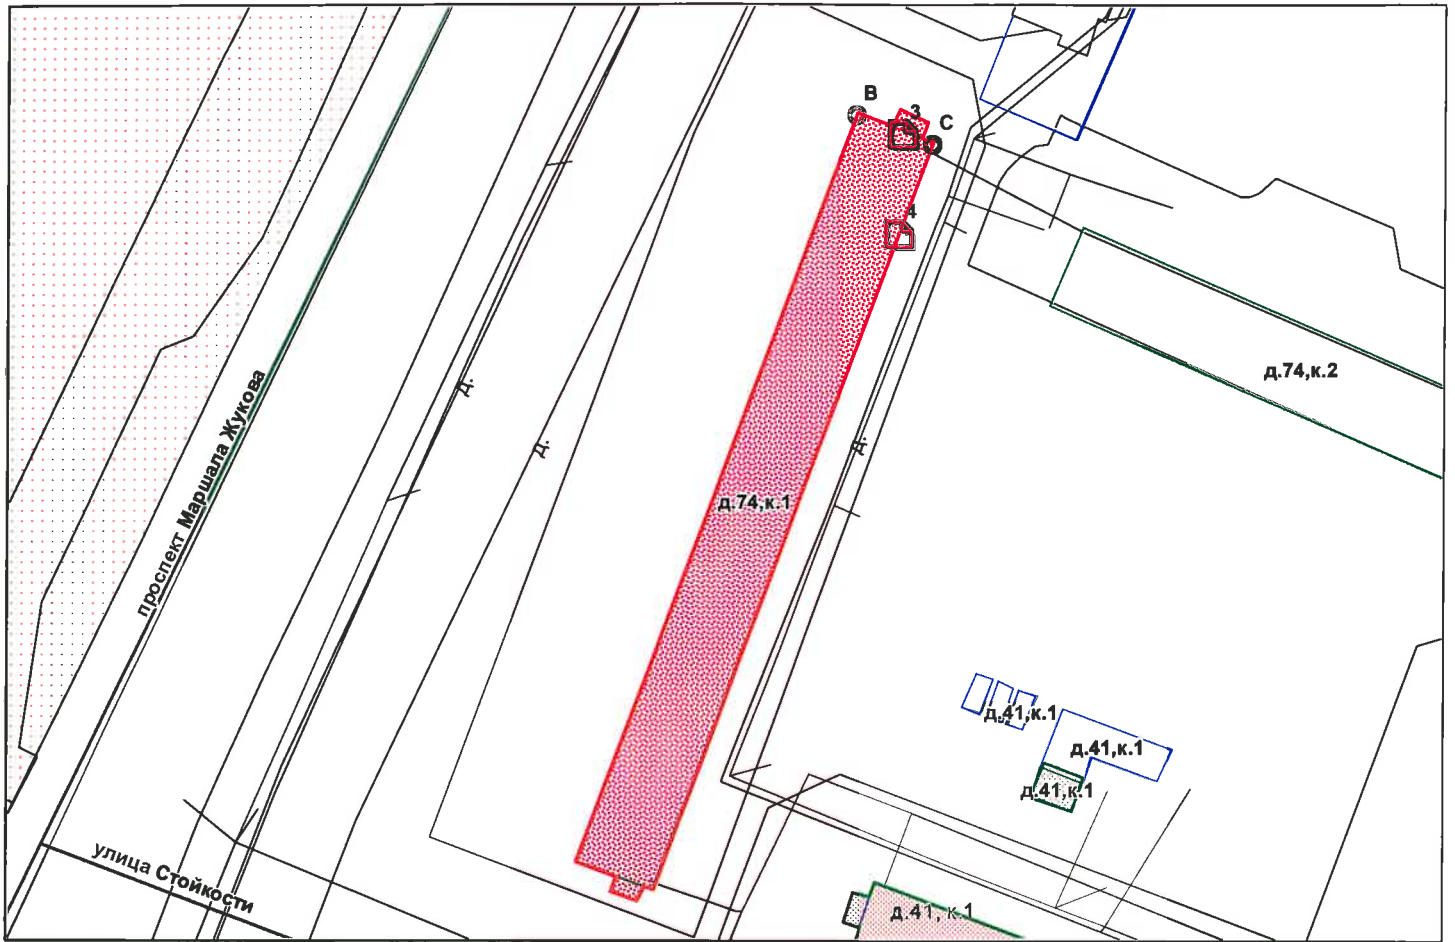 B
3
C
4
д.74,к.2
проспект Маршала Жукова
д.
д.
д.
д.74,к.1
д.41,к.1
д.41,к.1
д.41,к.1
улица Стойкости
д.41, к.1